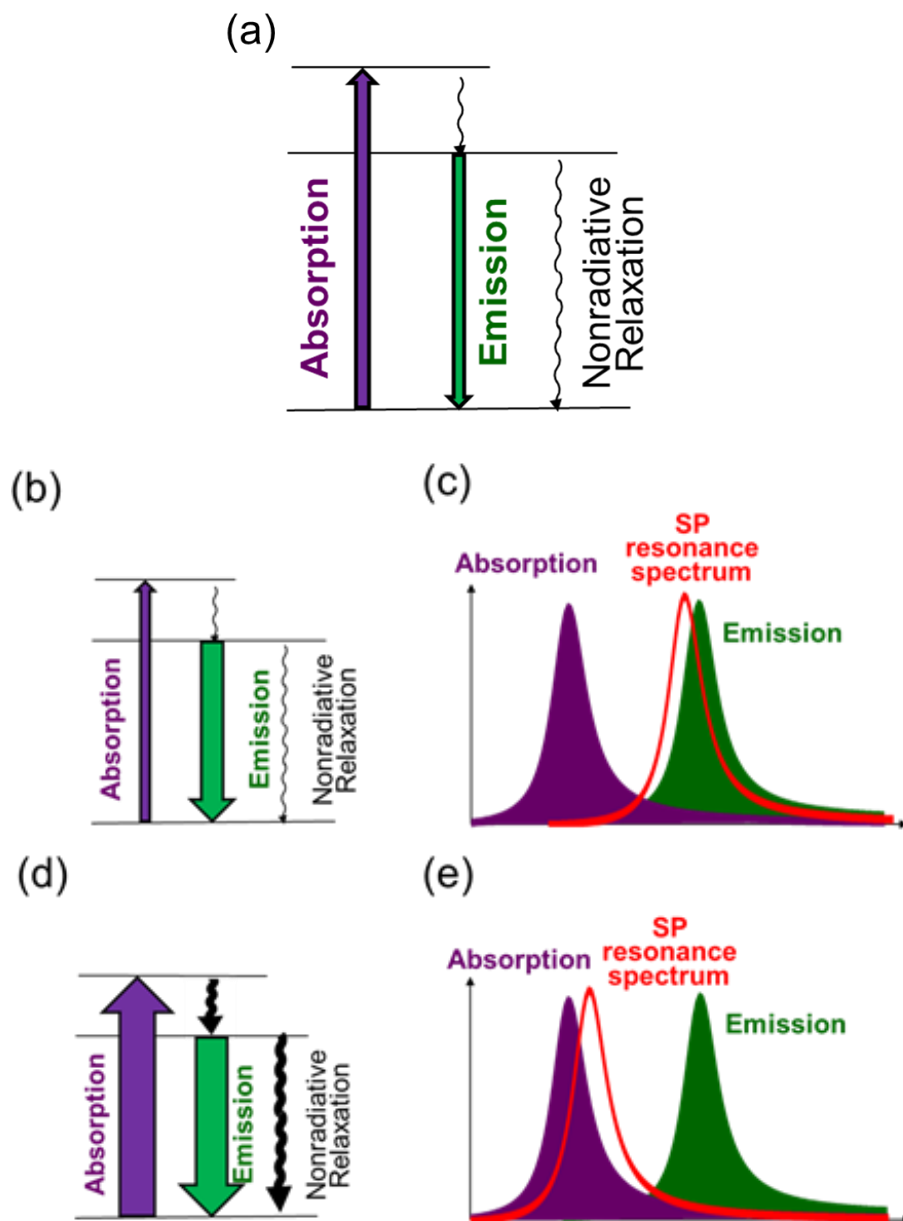 (a)
Absorption
Emission
Nonradiative
Relaxation
(b)
Absorption
Emission
Nonradiative
Relaxation
(c)
SP
resonance
spectrum
Absorption
Emission
(d)
Absorption
Emission
Nonradiative
Relaxation
(e)
SP
resonance
spectrum
Absorption
Emission